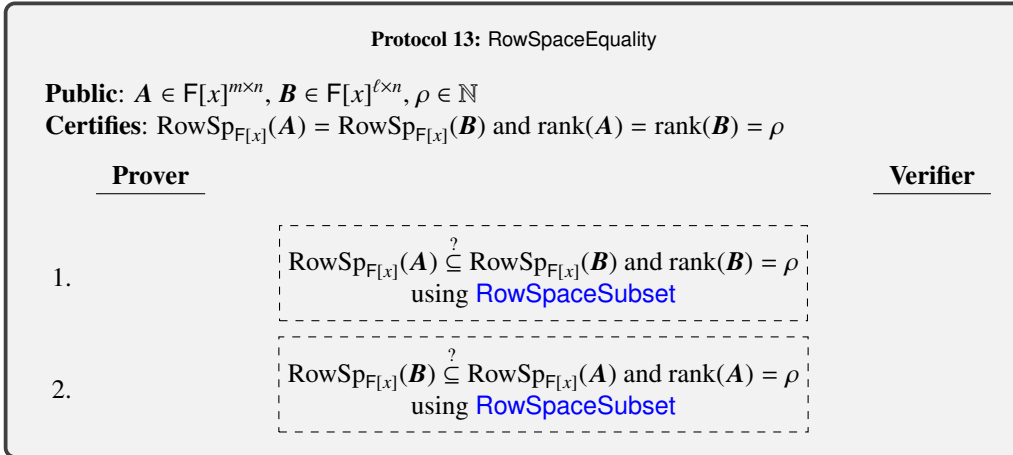 Protocol 13: RowSpaceEquality
Public: A ∈ F[x]^{m×n}, B ∈ F[x]^{ℓ×n}, ρ ∈ ℕ
Certifies: RowSp_{F[x]}(A) = RowSp_{F[x]}(B) and rank(A) = rank(B) = ρ
Prover Verifier
1. RowSp_{F[x]}(A) ⊆^? RowSp_{F[x]}(B) and rank(B) = ρ
using RowSpaceSubset
2. RowSp_{F[x]}(B) ⊆^? RowSp_{F[x]}(A) and rank(A) = ρ
using RowSpaceSubset